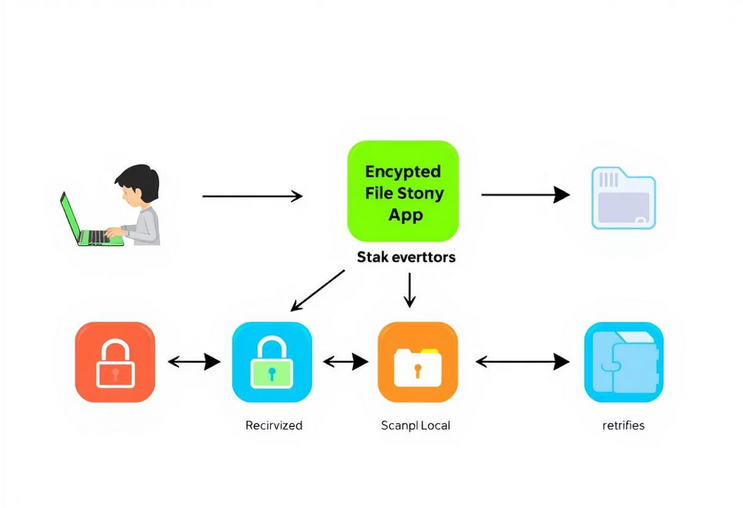 Encypted
File Stony
App
Stak everttors
Recirvized
Scanpl Local
retrifies